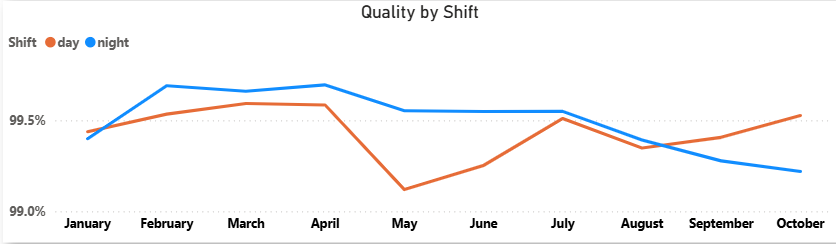 Quality by Shift
Shift day night
99.5%
99.0%
January February March April May June July August September October